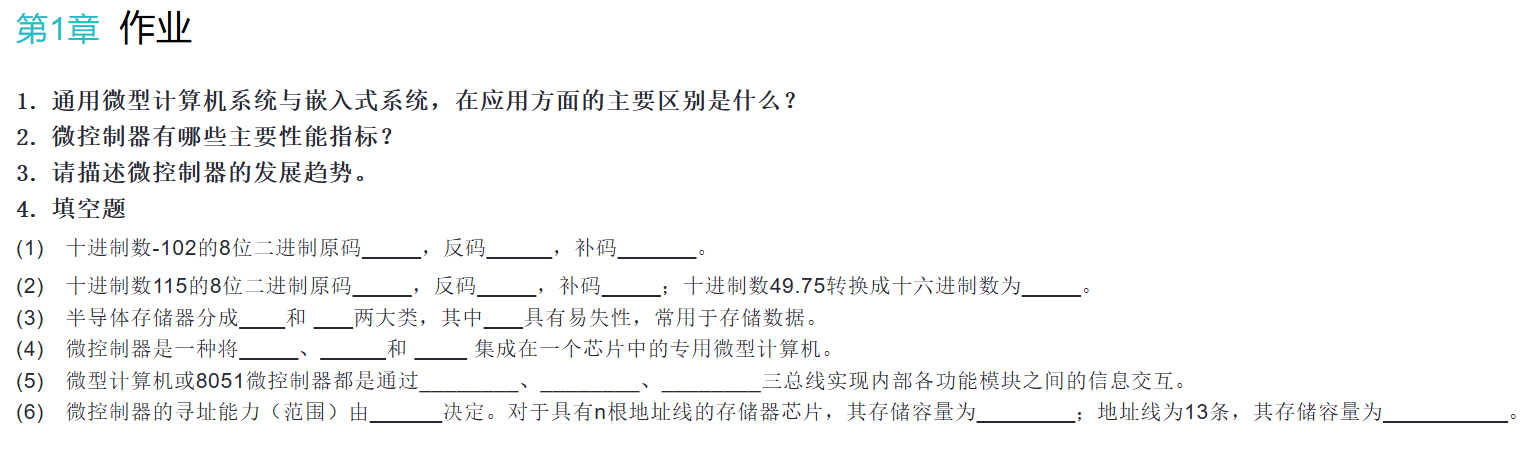 第1章 作业
1. 通用微型计算机系统与嵌入式系统，在应用方面的主要区别是什么？
2. 微控制器有哪些主要性能指标？
3. 请描述微控制器的发展趋势。
4. 填空题
(1) 十进制数-102的8位二进制原码_____，反码_____，补码______。
(2) 十进制数115的8位二进制原码_____，反码_____，补码_____；十进制数49.75转换成十六进制数为_____。
(3) 半导体存储器分成____和 ___两大类，其中___具有易失性，常用于存储数据。
(4) 微控制器是一种将_____、_____和 ____ 集成在一个芯片中的专用微型计算机。
(5) 微型计算机或8051微控制器都是通过________、________、________三总线实现内部各功能模块之间的信息交互。
(6) 微控制器的寻址能力（范围）由______决定。对于具有n根地址线的存储器芯片，其存储容量为________；地址线为13条，其存储容量为__________。